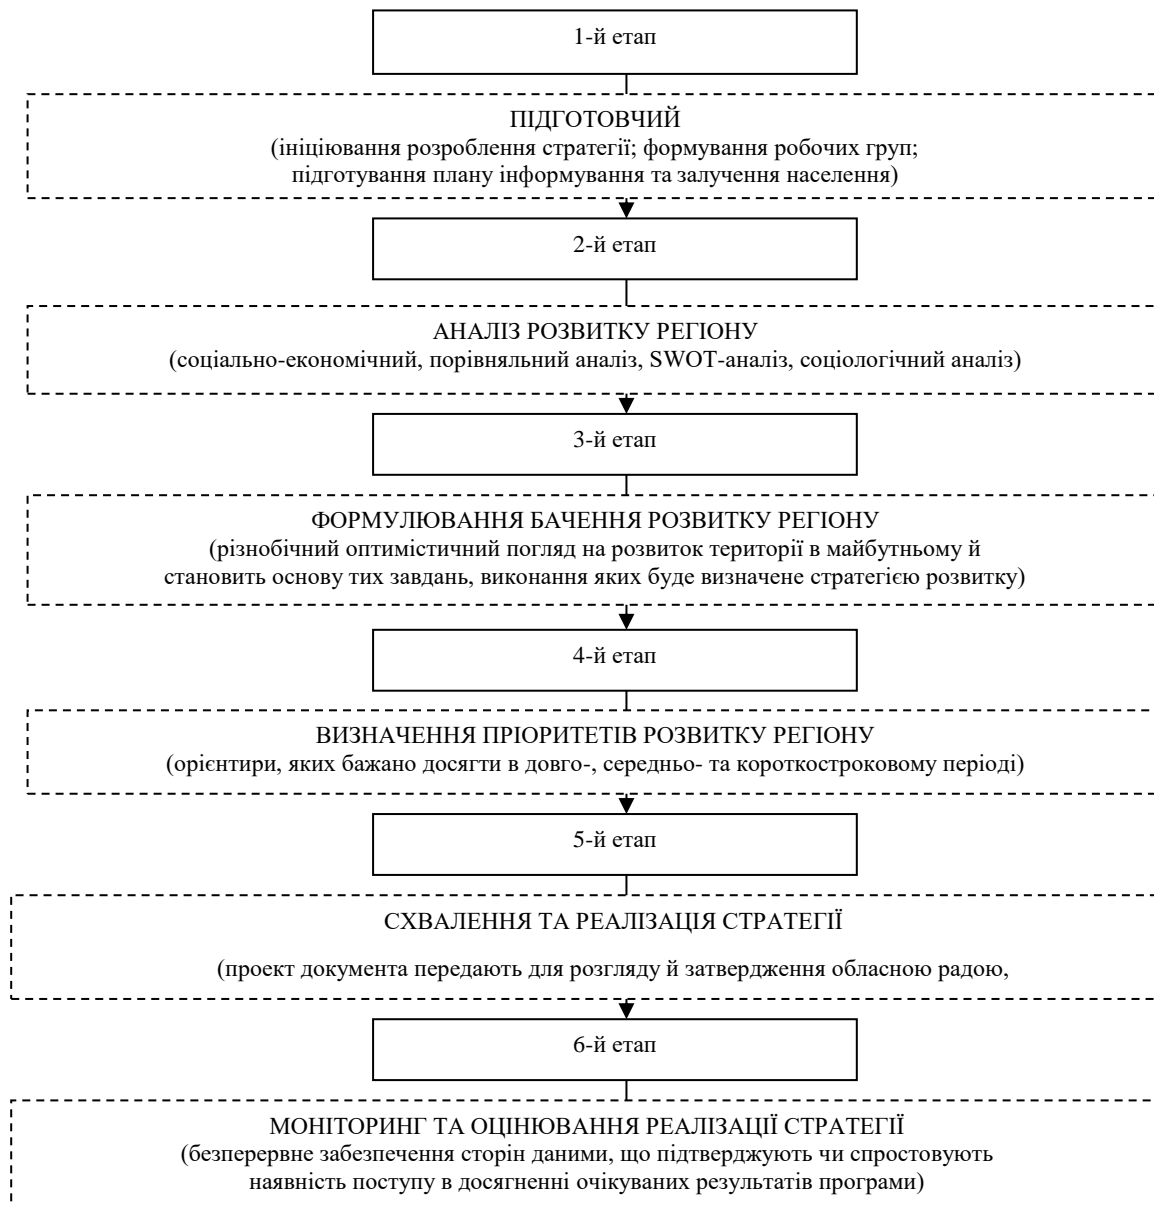 1-й етап
ПІДГОТОВЧИЙ
(ініціювання розроблення стратегії; формування робочих груп;
підготування плану інформування та залучення населення)
2-й етап
АНАЛІЗ РОЗВИТКУ РЕГІОНУ
(соціально-економічний, порівняльний аналіз, SWOT-аналіз, соціологічний аналіз)
3-й етап
ФОРМУЛЮВАННЯ БАЧЕННЯ РОЗВИТКУ РЕГІОНУ
(різнобічний оптимістичний погляд на розвиток території в майбутньому й
становить основу тих завдань, виконання яких буде визначене стратегією розвитку)
4-й етап
ВИЗНАЧЕННЯ ПРІОРИТЕТІВ РОЗВИТКУ РЕГІОНУ
(орієнтири, яких бажано досягти в довго-, середньо- та короткостроковому періоді)
5-й етап
СХВАЛЕННЯ ТА РЕАЛІЗАЦІЯ СТРАТЕГІЇ
(проект документа передають для розгляду й затвердження обласною радою,
6-й етап
МОНІТОРИНГ ТА ОЦІНЮВАННЯ РЕАЛІЗАЦІЇ СТРАТЕГІЇ
(безперервне забезпечення сторін даними, що підтверджують чи спростовують
наявність поступу в досягненні очікуваних результатів програми)